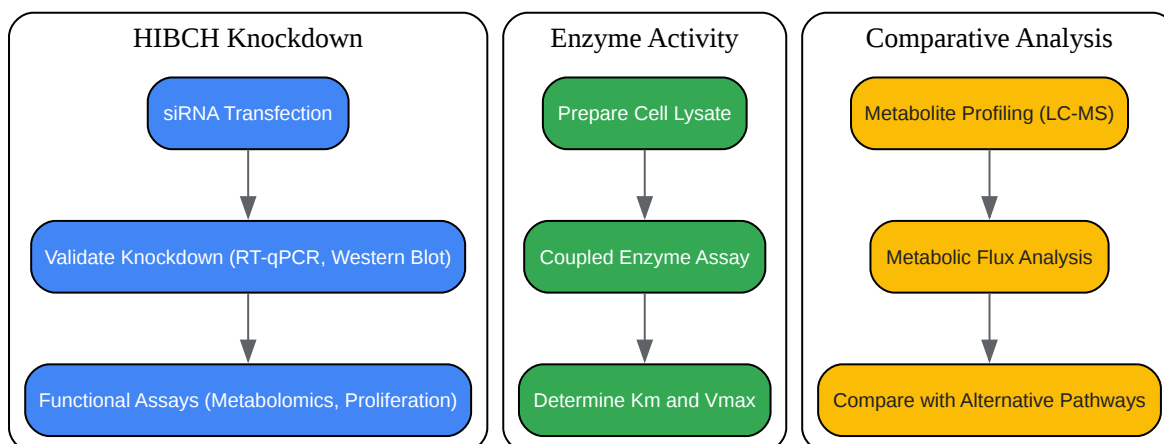 HIBCH Knockdown
siRNA Transfection
Validate Knockdown (RT-qPCR, Western Blot)
Functional Assays (Metabolomics, Proliferation)
Enzyme Activity
Prepare Cell Lysate
Coupled Enzyme Assay
Determine Km and Vmax
Comparative Analysis
Metabolite Profiling (LC-MS)
Metabolic Flux Analysis
Compare with Alternative Pathways